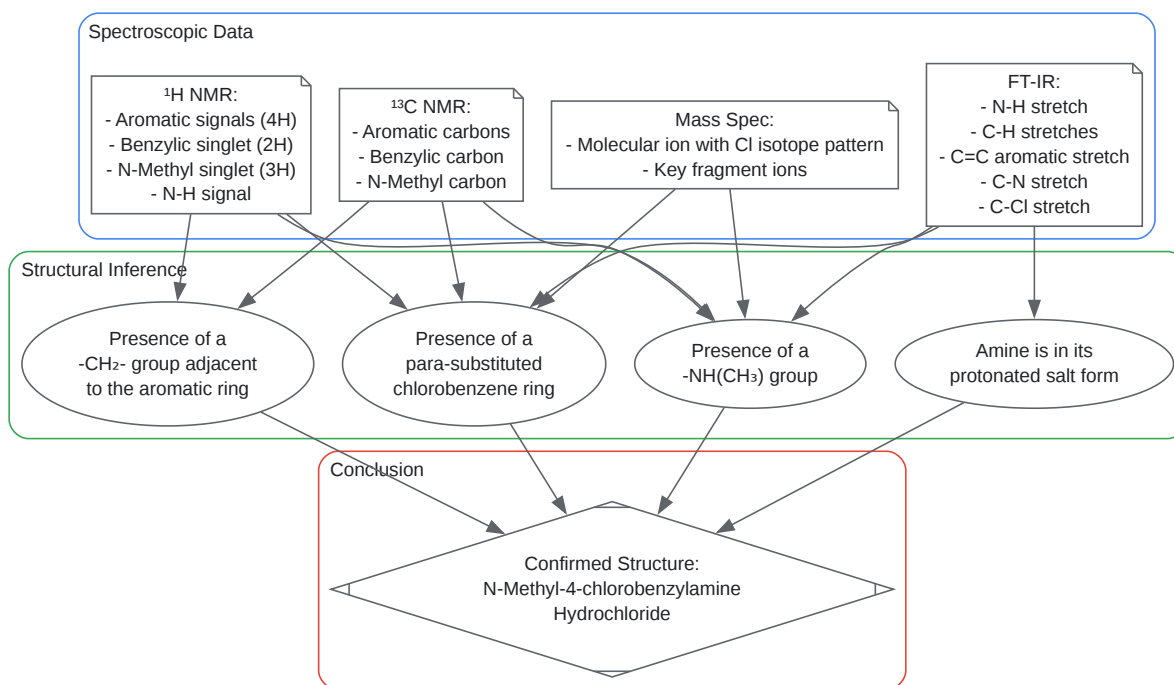 Spectroscopic Data
¹H NMR:
- Aromatic signals (4H)
- Benzylic singlet (2H)
- N-Methyl singlet (3H)
- N-H signal
¹³C NMR:
- Aromatic carbons
- Benzylic carbon
- N-Methyl carbon
Mass Spec:
- Molecular ion with Cl isotope pattern
- Key fragment ions
FT-IR:
- N-H stretch
- C-H stretches
- C=C aromatic stretch
- C-N stretch
- C-Cl stretch
Structural Inference
Presence of a
-CH₂- group adjacent
to the aromatic ring
Presence of a
para-substituted
chlorobenzene ring
Presence of a
-NH(CH₃) group
Amine is in its
protonated salt form
Conclusion
Confirmed Structure:
N-Methyl-4-chlorobenzylamine
Hydrochloride